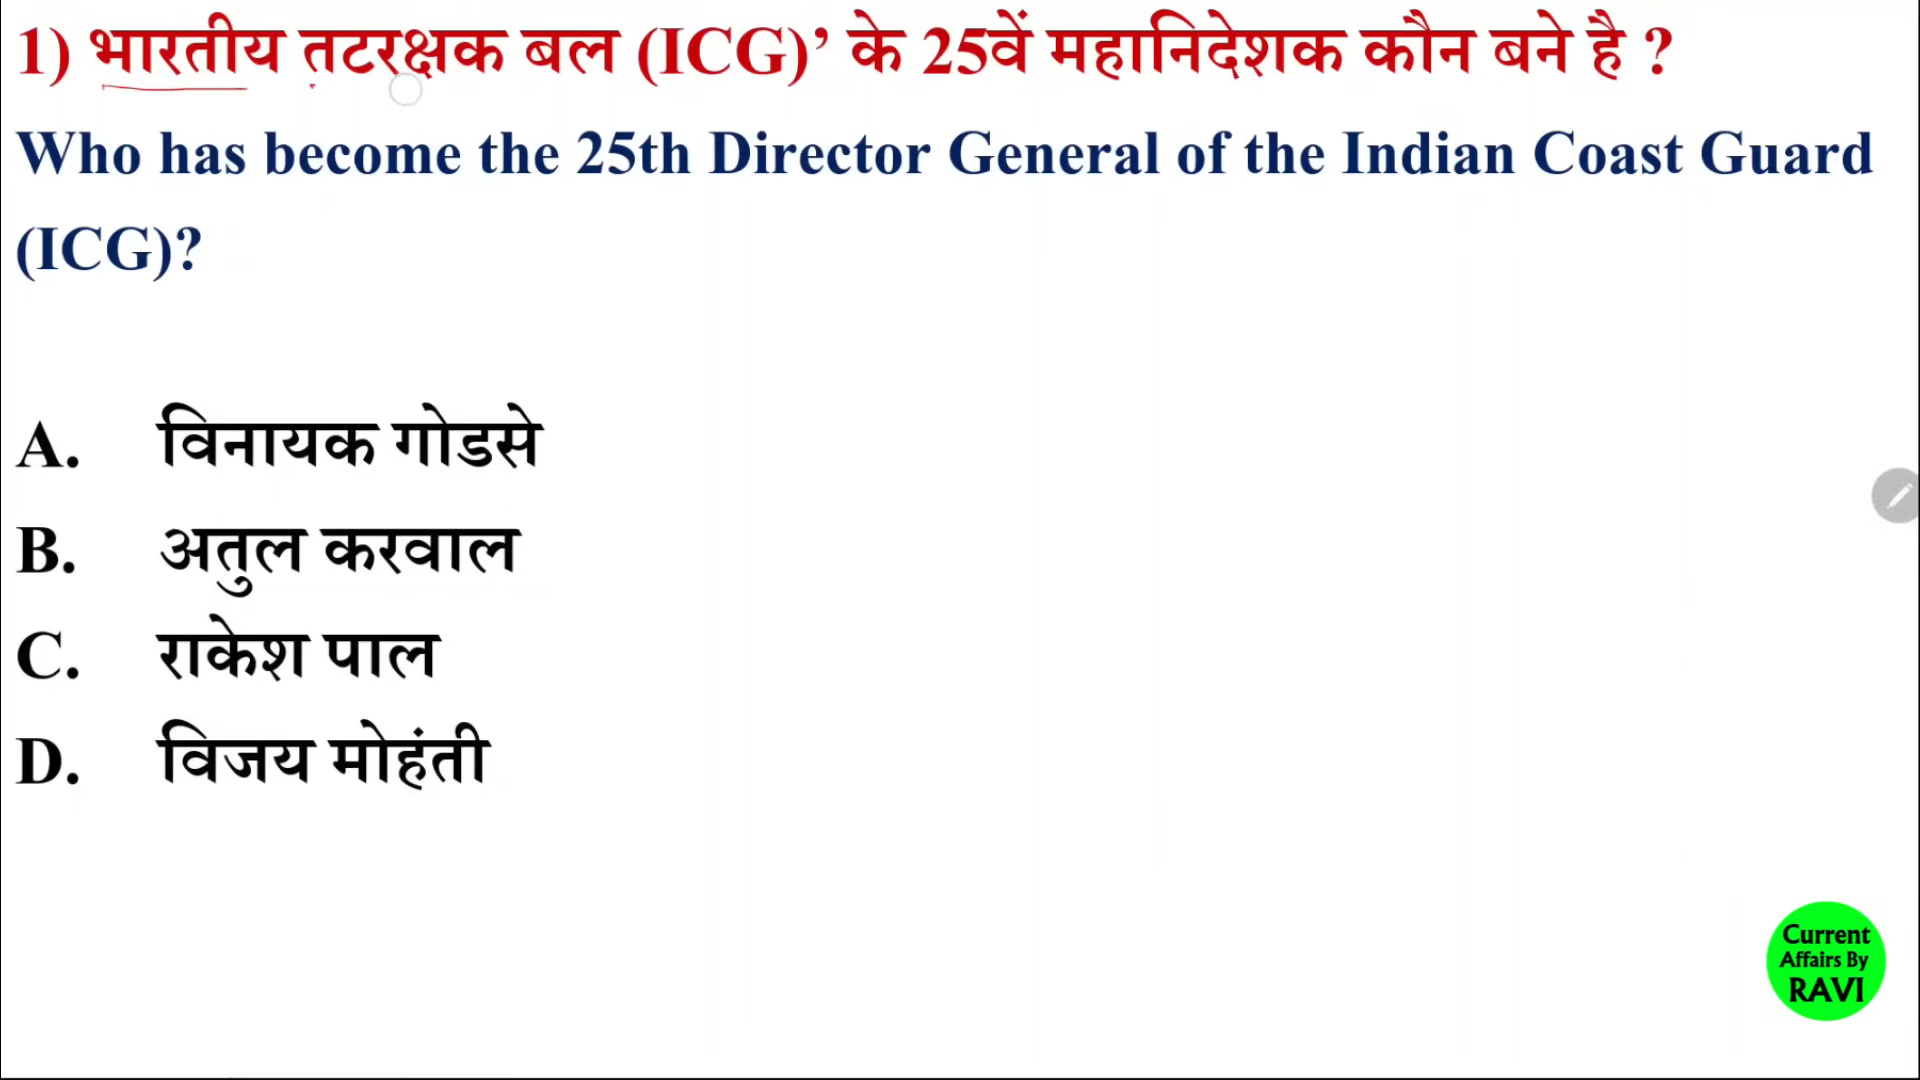 1) भारतीय तटरक्षक बल (ICG)’ के 25वें महानिदेशक कौन बने है ?
Who has become the 25th Director General of the Indian Coast Guard
(ICG)?
A. विनायक गोडसे
B. अतुल करवाल
C. राकेश पाल
D. विजय मोहंती
Current
Affairs By
RAVI